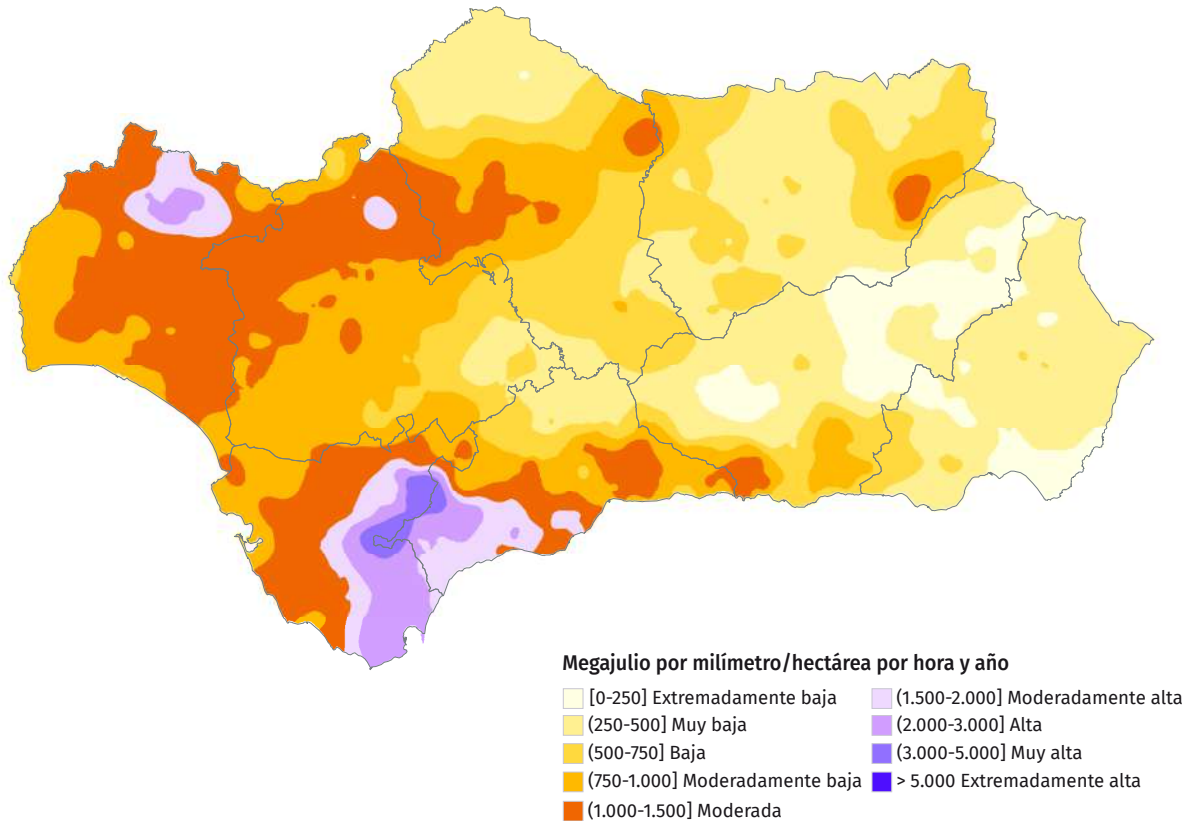 Megajulio por milímetro/hectárea por hora y año
[0-250] Extremadamente baja
(250-500] Muy baja
(500-750] Baja
(750-1.000] Moderadamente baja
(1.000-1.500] Moderada
(1.500-2.000] Moderadamente alta
(2.000-3.000] Alta
(3.000-5.000] Muy alta
> 5.000 Extremadamente alta